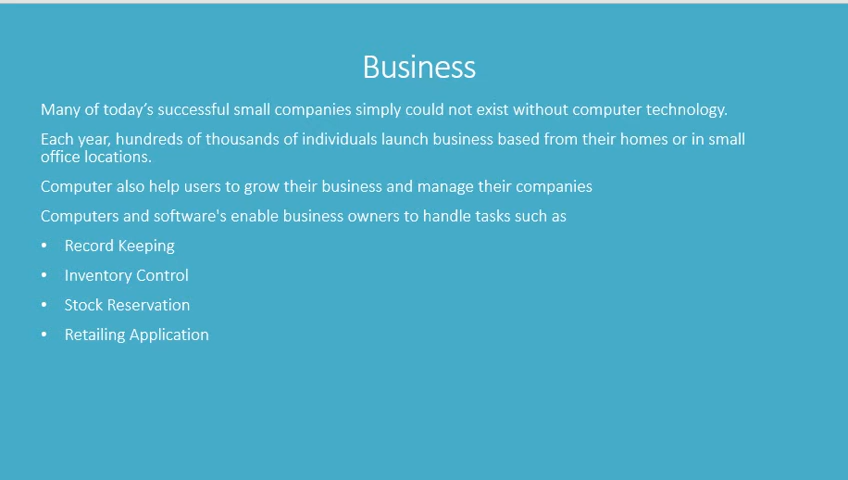 Business
Many of today’s successful small companies simply could not exist without computer technology.
Each year, hundreds of thousands of individuals launch business based from their homes or in small
office locations.
Computer also help users to grow their business and manage their companies
Computers and software's enable business owners to handle tasks such as
• Record Keeping
• Inventory Control
• Stock Reservation
• Retailing Application